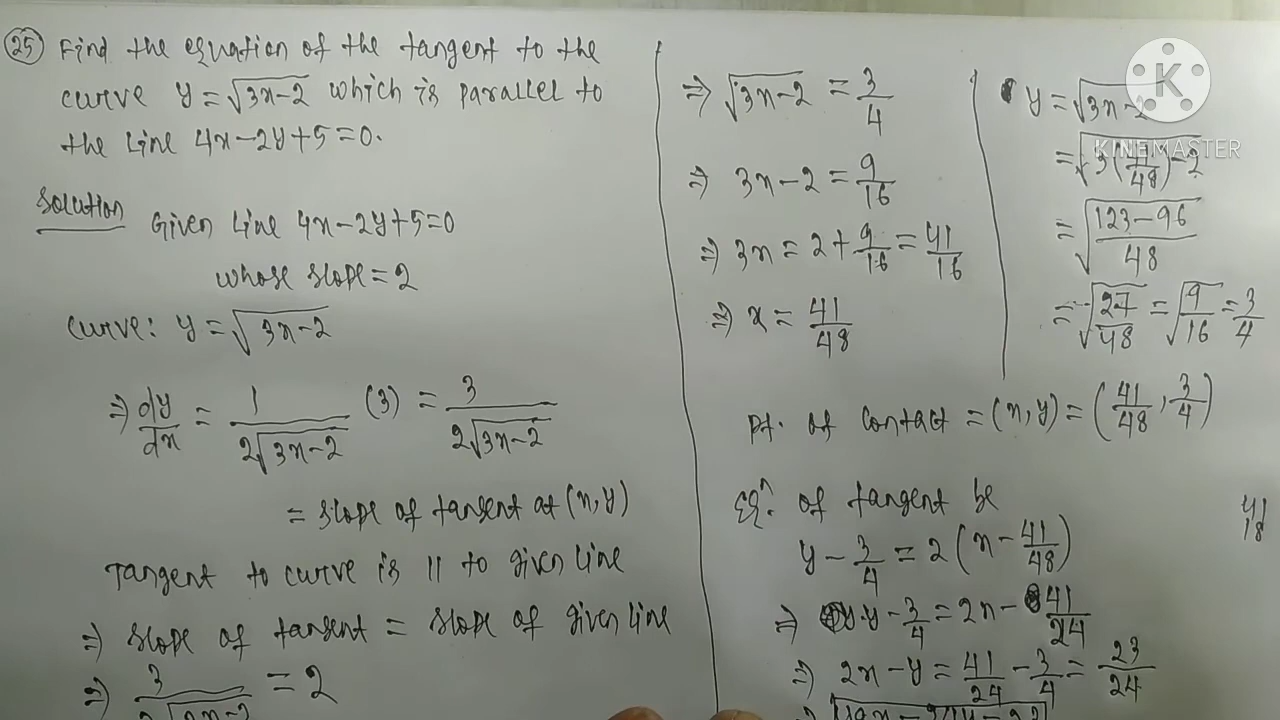 (25) Find the equation of the tangent to the
curve y = √3x-2 which is parallel to
the line 4x-2y+5=0.
Solution Given line 4x-2y+5=0
whose slope = 2
curve: y = √3x-2
⇒ dy/dx = 1/2√3x-2 (3) = 3/2√3x-2
= slope of tangent at (x,y)
Tangent to curve is || to given line
⇒ slope of tangent = slope of given line
⇒ 3/2√3x-2 = 2
⇒ √3x-2 = 3/4
⇒ 3x-2 = 9/16
⇒ 3x = 2 + 9/16 = 41/16
⇒ x = 41/48
y = √3x-2
= √3(41/48)-2
= √123-96/48
= √27/48 = √9/16 = 3/4
Pt. of contact = (x,y) = (41/48, 3/4)
Eqn. of tangent be
y - 3/4 = 2(x - 41/48)
⇒ y - 3/4 = 2x - 41/24
⇒ 2x-y = 41/24 - 3/4 = 23/24
41
18
K
KINEMASTER